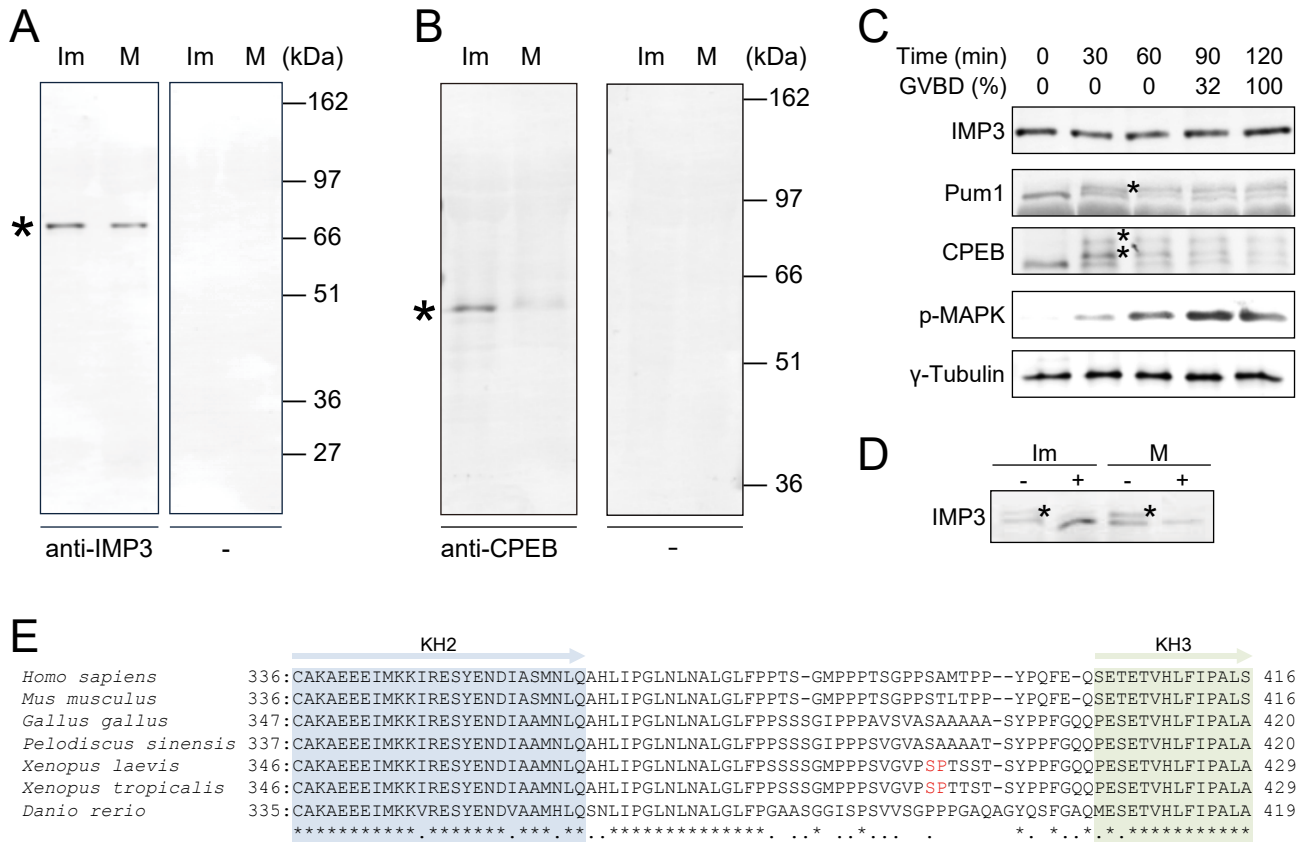 A
Im M Im M (kDa)
162
97
66
51
36
27
*
anti-IMP3 -
B
Im M Im M (kDa)
162
97
66
51
36
*
anti-CPEB -
C
Time (min) 0 30 60 90 120
GVBD (%) 0 0 0 32 100
IMP3
Pum1 *
CPEB *
*
p-MAPK
γ-Tubulin
D
Im M
- + - +
IMP3 * *
E
KH2 KH3
Homo sapiens 336:CAKAEEEIMKKIRESYENDIASMNLQAHLIPGLNLNALGLFPPTS-GMPPPTSGPPSAMTPP--YPQFE-QSETETVHLFIPALS 416
Mus musculus 336:CAKAEEEIMKKIRESYENDIASMNLQAHLIPGLNLNALGLFPPTS-GMPPPTSGPPSTLTPP--YPQFE-QSETETVHLFIPALS 416
Gallus gallus 347:CAKAEEEIMKKIRESYENDIAAMNLQAHLIPGLNLNALGLFPPSSSGIPPPAVSVASAAAAA-SYPPFGQQPESETVHLFIPALA 420
Pelodiscus sinensis 337:CAKAEEEIMKKIRESYENDIAAMNLQAHLIPGLNLNALGLFPPSSSGIPPPSVGVASAAAAT-SYPPFGQQPESETVHLFIPALA 420
Xenopus laevis 346:CAKAEEEIMKKIRESYENDIAAMNLQAHLIPGLNLNALGLFPPSSSGMPPPSVGVPSPTSST-SYPPFGQQPESETVHLFIPALA 429
Xenopus tropicalis 346:CAKAEEEIMKKIRESYENDIAAMNLQAHLIPGLNLNALGLFPPSSSGMPPPSVGVPSPTTST-SYPPFGQQPESETVHLFIPALA 429
Danio rerio 335:CAKAEEEIMKKVRESYENDVAAMHLQSNLIPGLNLNALGLFPGAASGGISPSVVSGPPPGAQAGYQSFGAQMESETVHLFIPALA 419
***********.*******.*.*.**..*************. ..* .*.. . *. .. .*.***********